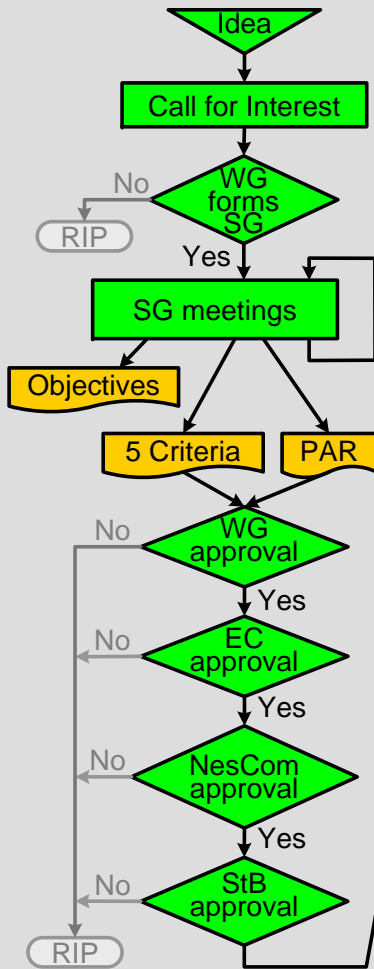 Idea
Call for Interest
No
WG
forms
SG
RIP
Yes
SG meetings
Objectives
5 Criteria
PAR
No
WG
approval
Yes
No
EC
approval
Yes
No
NesCom
approval
Yes
No
StB
approval
RIP